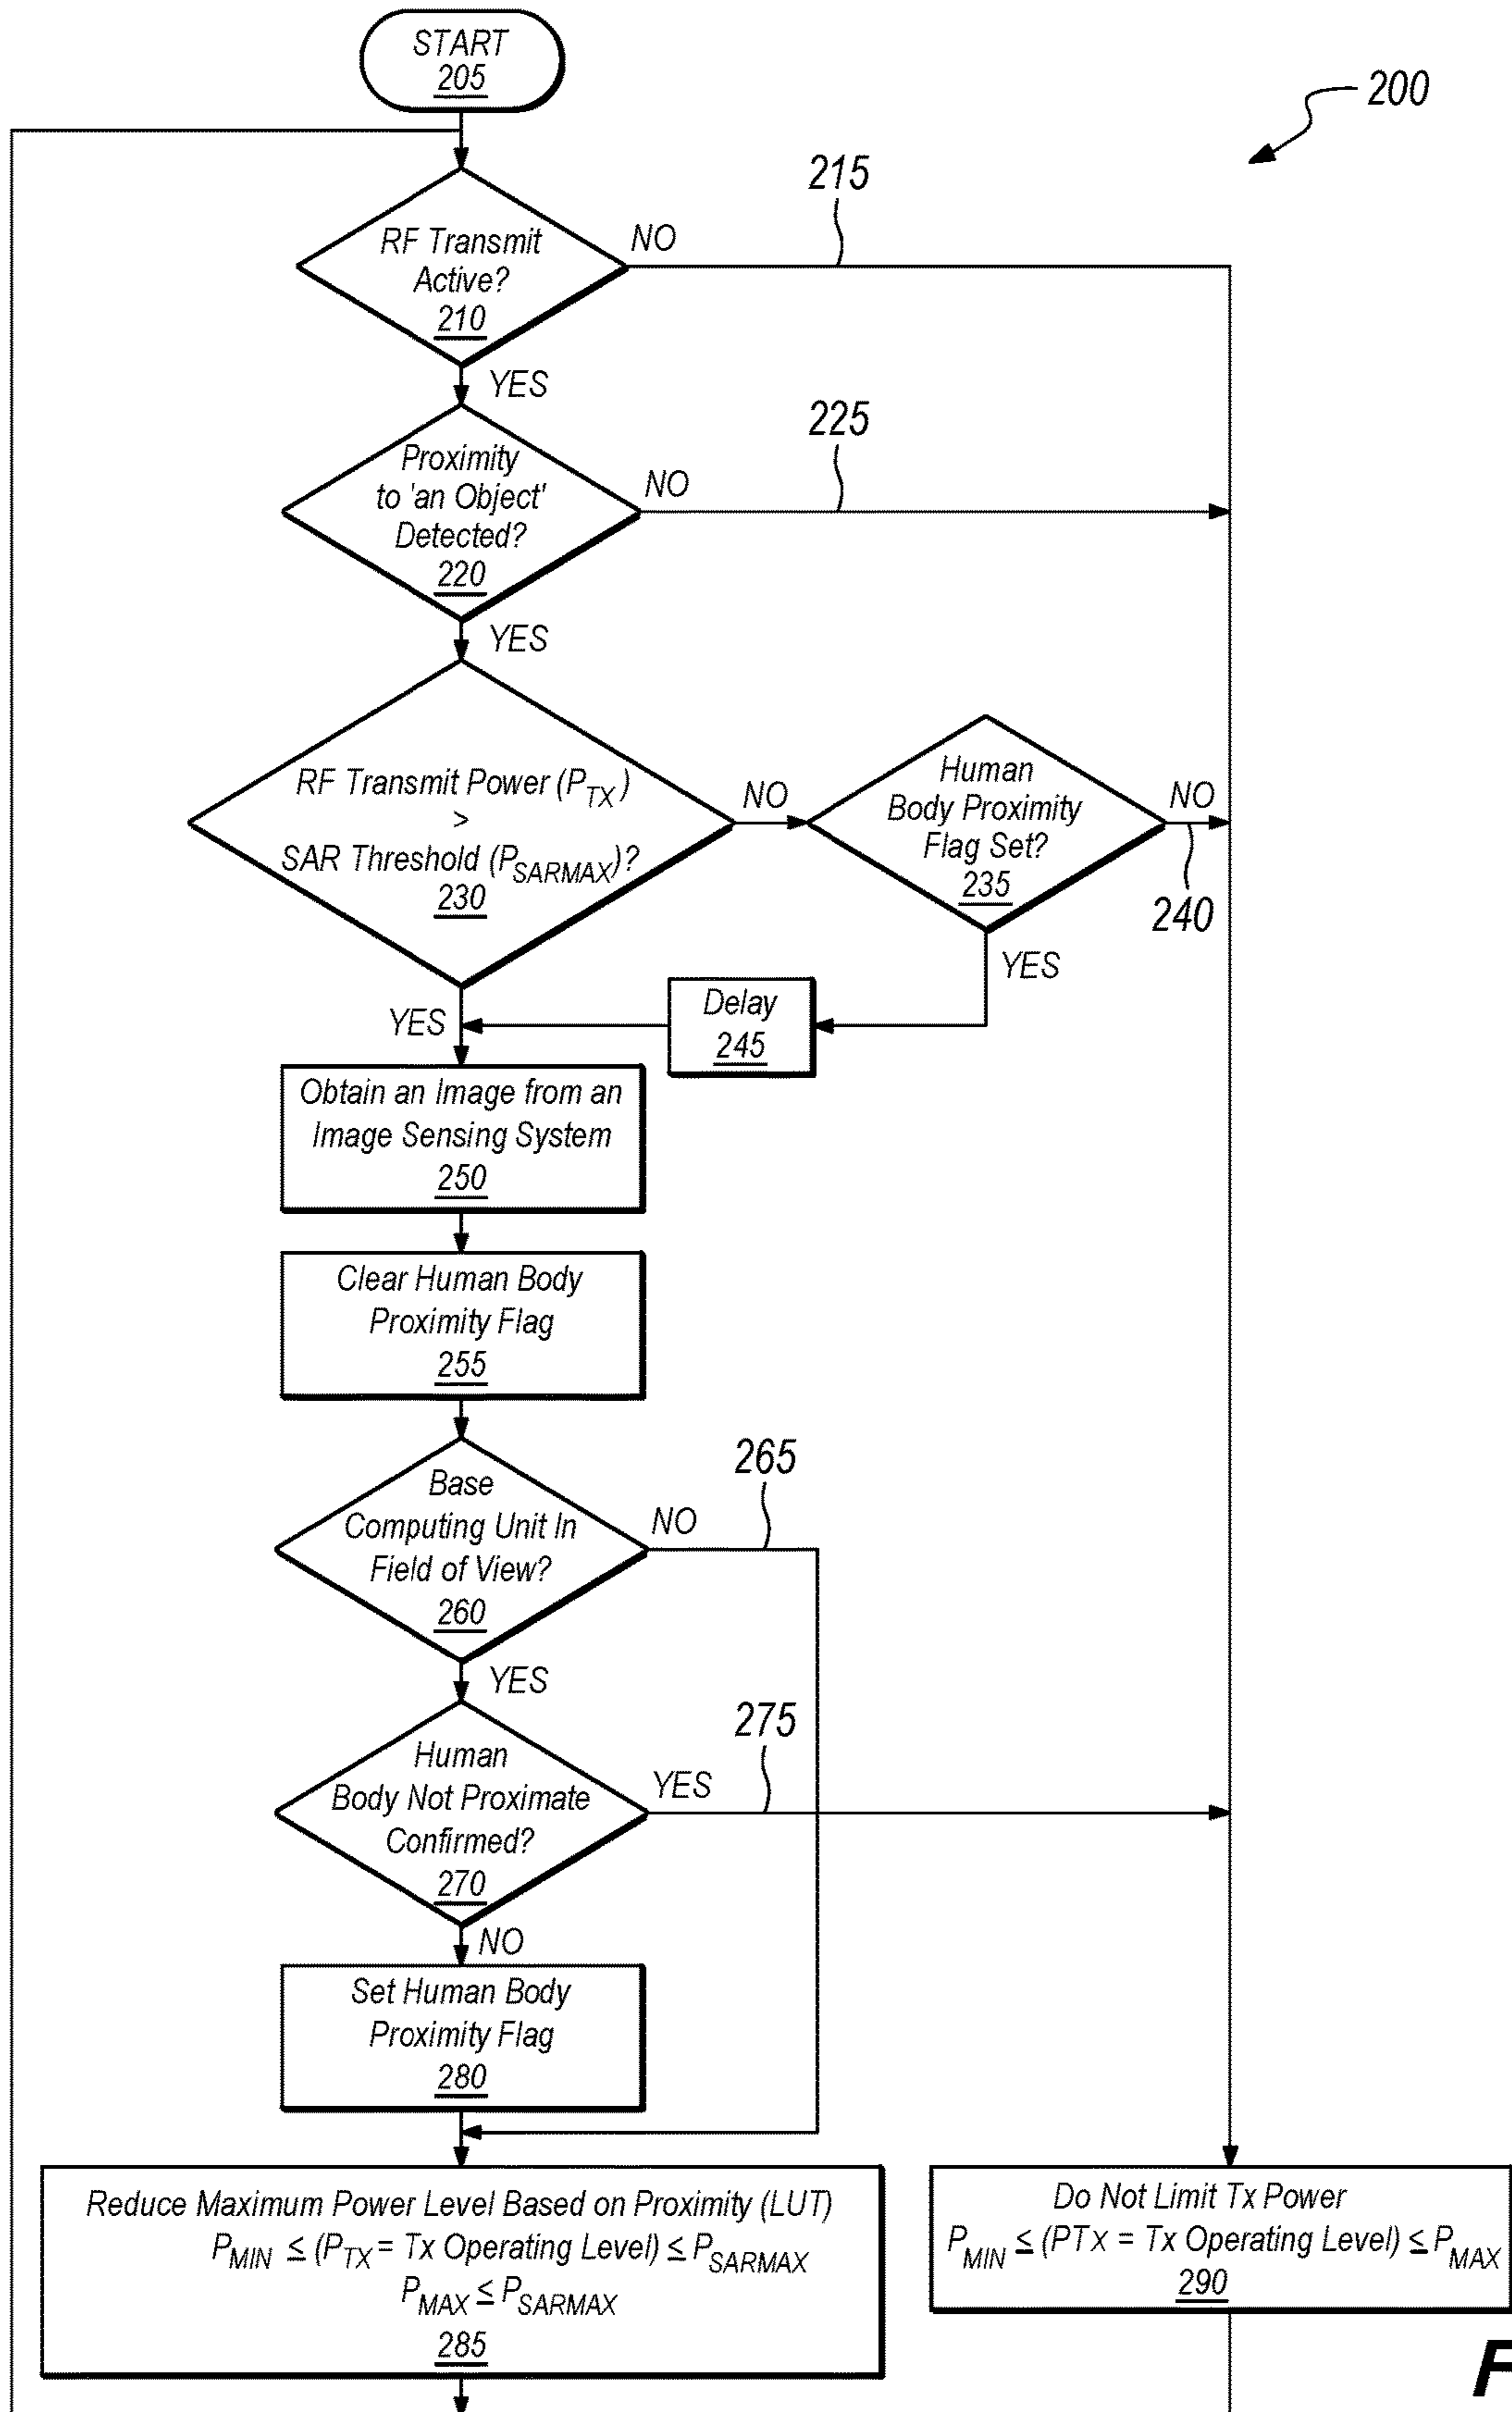 START
205
200
215
RF Transmit
Active?
210
NO
YES
225
Proximity
to 'an Object'
Detected?
220
NO
YES
RF Transmit Power (PTX)
>
SAR Threshold (PSARMAX)?
230
NO
Human
Body Proximity
Flag Set?
235
NO
240
YES
YES
Delay
245
Obtain an Image from an
Image Sensing System
250
Clear Human Body
Proximity Flag
255
265
Base
Computing Unit In
Field of View?
260
NO
YES
275
Human
Body Not Proximate
Confirmed?
270
YES
NO
Set Human Body
Proximity Flag
280
Reduce Maximum Power Level Based on Proximity (LUT)
PMIN ≤ (PTX = Tx Operating Level) ≤ PSARMAX
PMAX ≤ PSARMAX
285
Do Not Limit Tx Power
PMIN ≤ (PTX = Tx Operating Level) ≤ PMAX
290
F